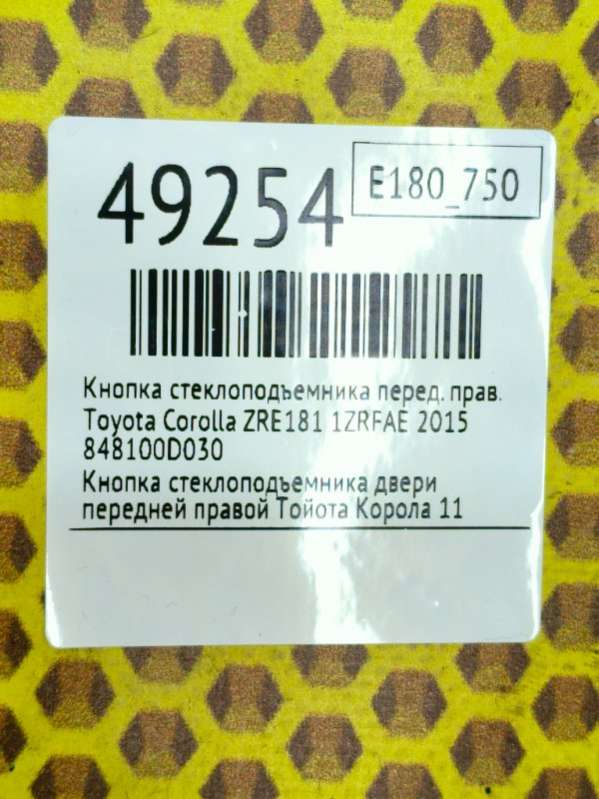 49254
E180_750
Кнопка стеклоподъемника перед. прав.
Toyota Corolla ZRE181 1ZRFAE 2015
848100D030
Кнопка стеклоподъемника двери
передней правой Тойота Корола 11